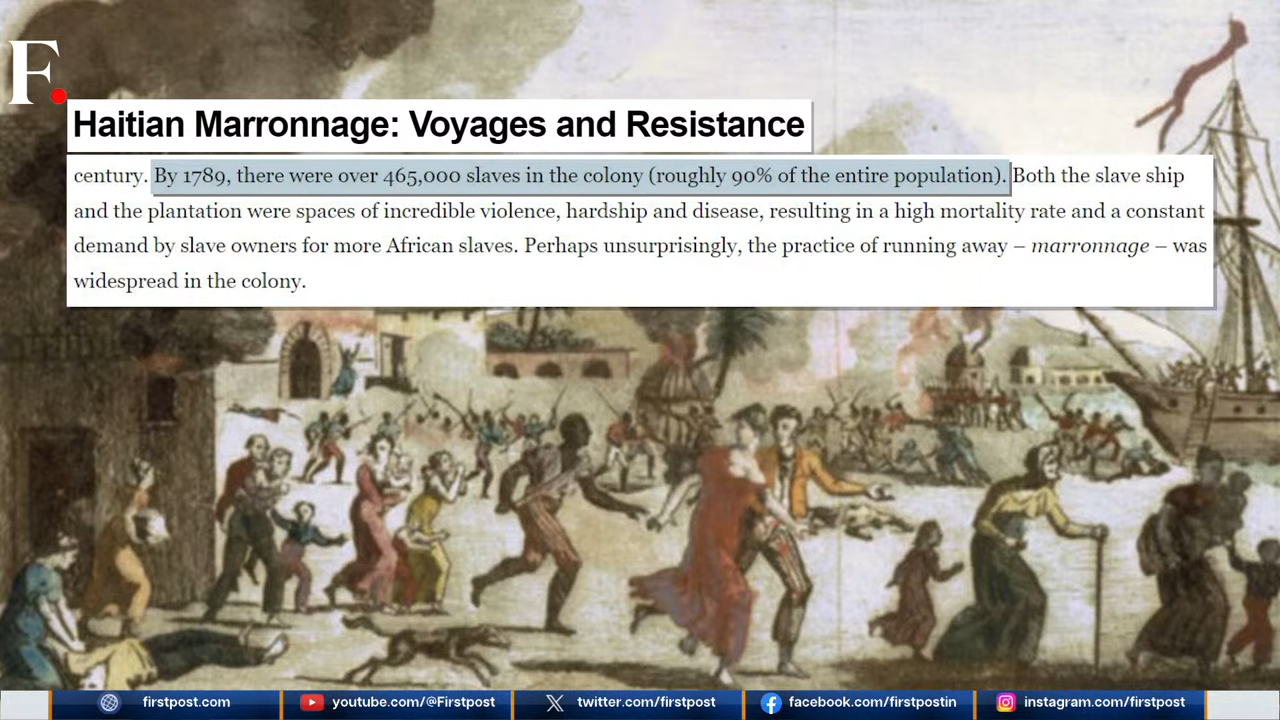 F.
Haitian Marronnage: Voyages and Resistance
century. By 1789, there were over 465,000 slaves in the colony (roughly 90% of the entire population). Both the slave ship
and the plantation were spaces of incredible violence, hardship and disease, resulting in a high mortality rate and a constant
demand by slave owners for more African slaves. Perhaps unsurprisingly, the practice of running away – marronnage – was
widespread in the colony.
firstpost.com youtube.com/@Firstpost twitter.com/firstpost facebook.com/firstpostin instagram.com/firstpost